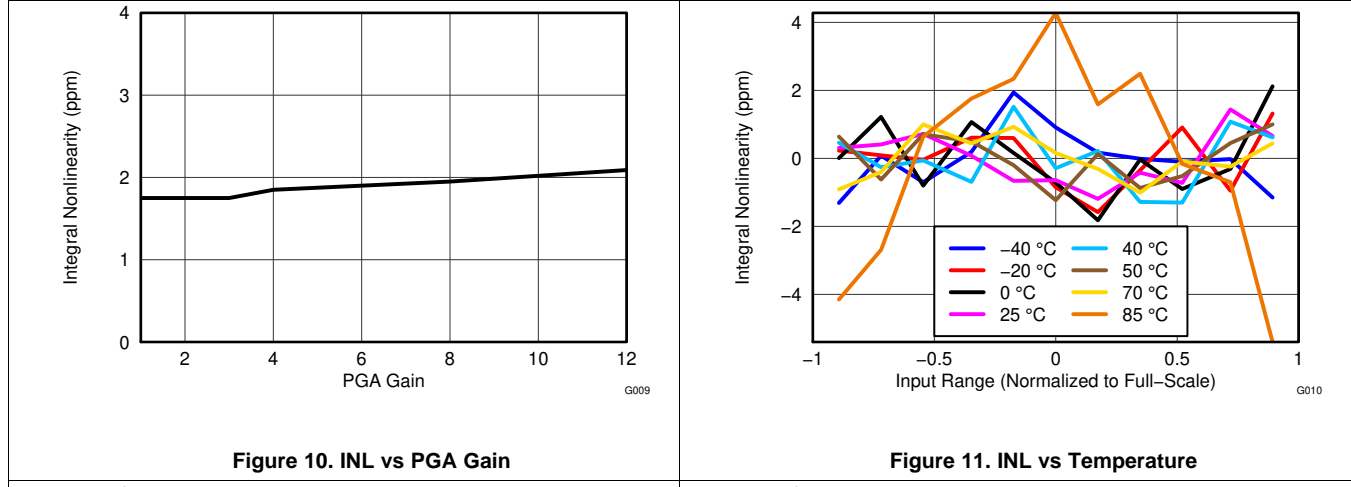 4
3
2
1
0
Integral Nonlinearity (ppm)
2
4
6
8
10
12
PGA Gain
G009
Figure 10. INL vs PGA Gain
4
2
0
−2
−4
Integral Nonlinearity (ppm)
−40 °C
−20 °C
0 °C
25 °C
40 °C
50 °C
70 °C
85 °C
−1
−0.5
0
0.5
1
Input Range (Normalized to Full−Scale)
G010
Figure 11. INL vs Temperature